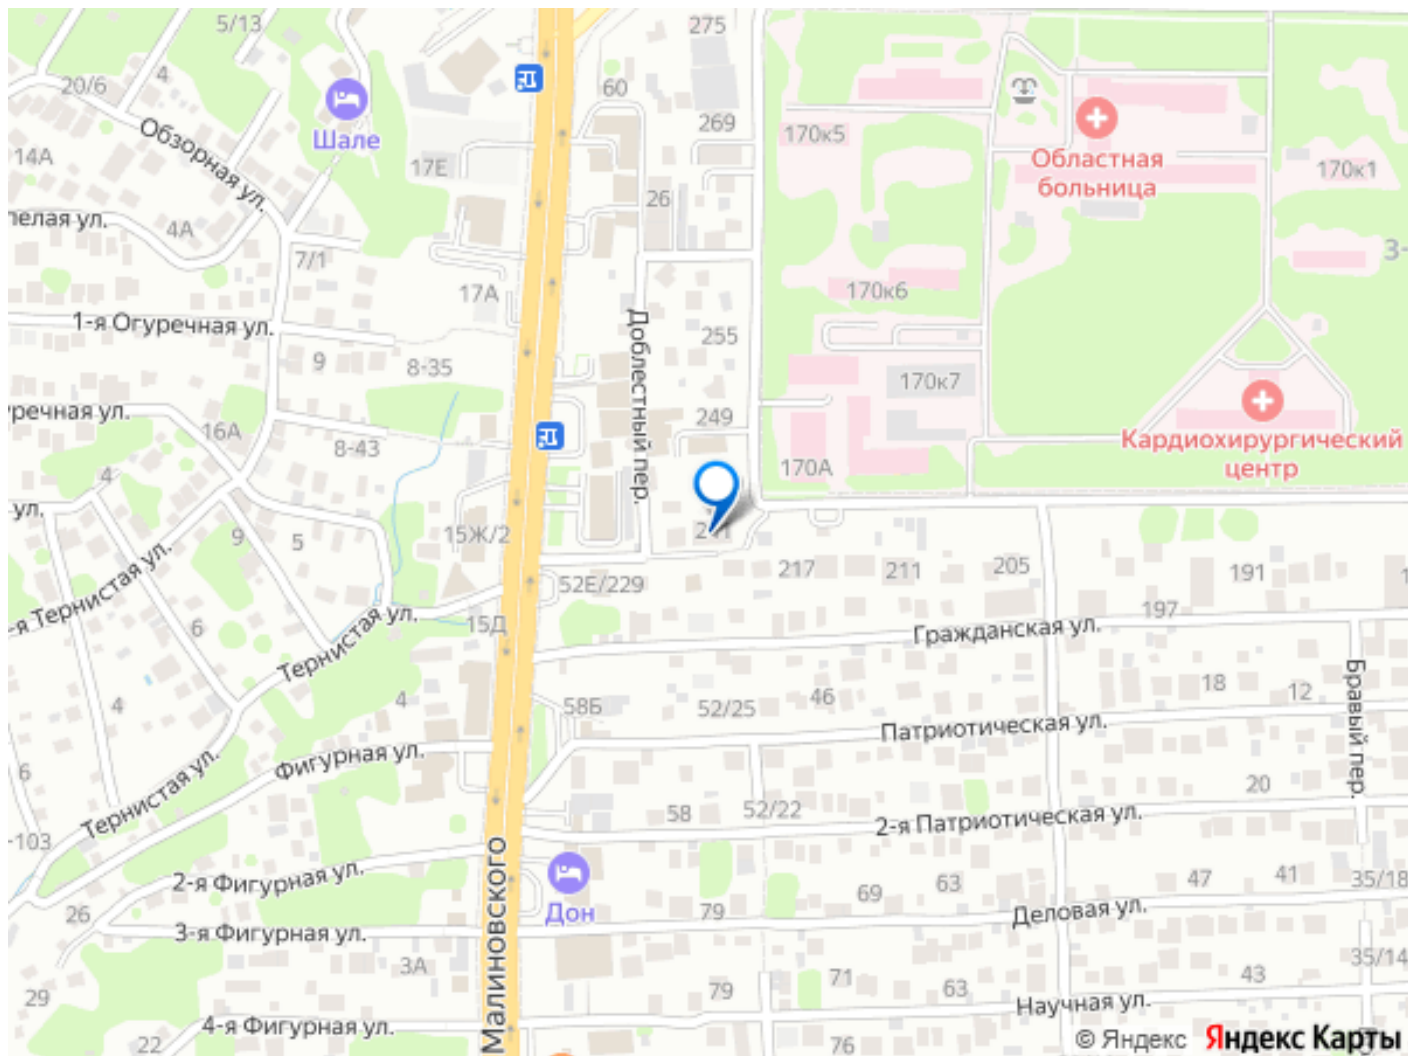 5/13
275
20/6
4
60
Шале
Обзорная ул.
269
170к5
Областная
больница
170к1
14А
17Е
26
4А
7/1
17А
170к6
3-
1-я Огуречная ул.
255
9
8-35
Доблестный пер.
170к7
249
Кардиохирургический
центр
16А
8-43
170А
4
ул.
9
5
15Ж/2
52Е/229
217
211
205
191
197
6
15Д
Тернистая ул.
Гражданская ул.
4
4
58Б
52/25
46
18
12
Бравый пер.
Патриотическая ул.
Фигурная ул.
6
Тернистая ул.
58
52/22
20
2-я Патриотическая ул.
-103
2-я Фигурная ул.
Дон
69
63
47
41
35/18
26
79
Деловая ул.
3-я Фигурная ул.
3А
Малиновского
71
63
43
35/14
29
79
Научная ул.
4-я Фигурная ул.
22
76
© Яндекс Яндекс Карты